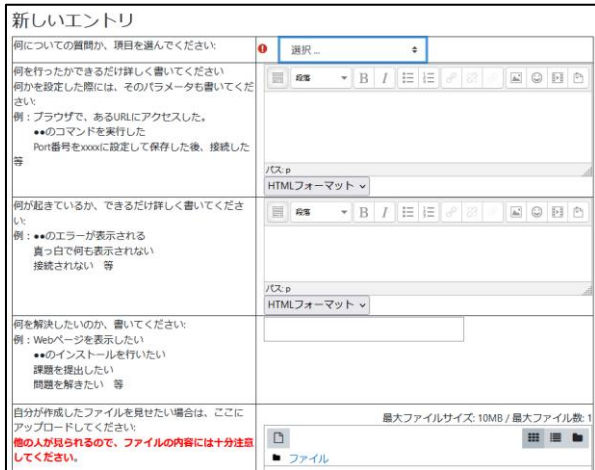 新しいエントリ
何についての質問か、項目を選んでください:
選択 ...
何を行ったかできるだけ詳しく書いてください
何かを設定した際には、そのパラメータも書いてくだ
さい:
例：ブラウザで、あるURLにアクセスした。
●●のコマンドを実行した
Port番号をxxxxに設定して保存した後、接続した
等
段落
B I
パス: p
HTMLフォーマット
何が起きているか、できるだけ詳しく書いてくださ
い:
例：●●のエラーが表示される
真っ白で何も表示されない
接続されない 等
段落
B I
パス: p
HTMLフォーマット
何を解決したいのか、書いてください:
例：Webページを表示したい
●●のインストールを行いたい
課題を提出したい
問題を解きたい 等
自分が作成したファイルを見せたい場合は、ここに
アップロードしてください:
他の人が見られるので、ファイルの内容には十分注意
してください。
最大ファイルサイズ: 10MB / 最大ファイル数: 1
ファイル